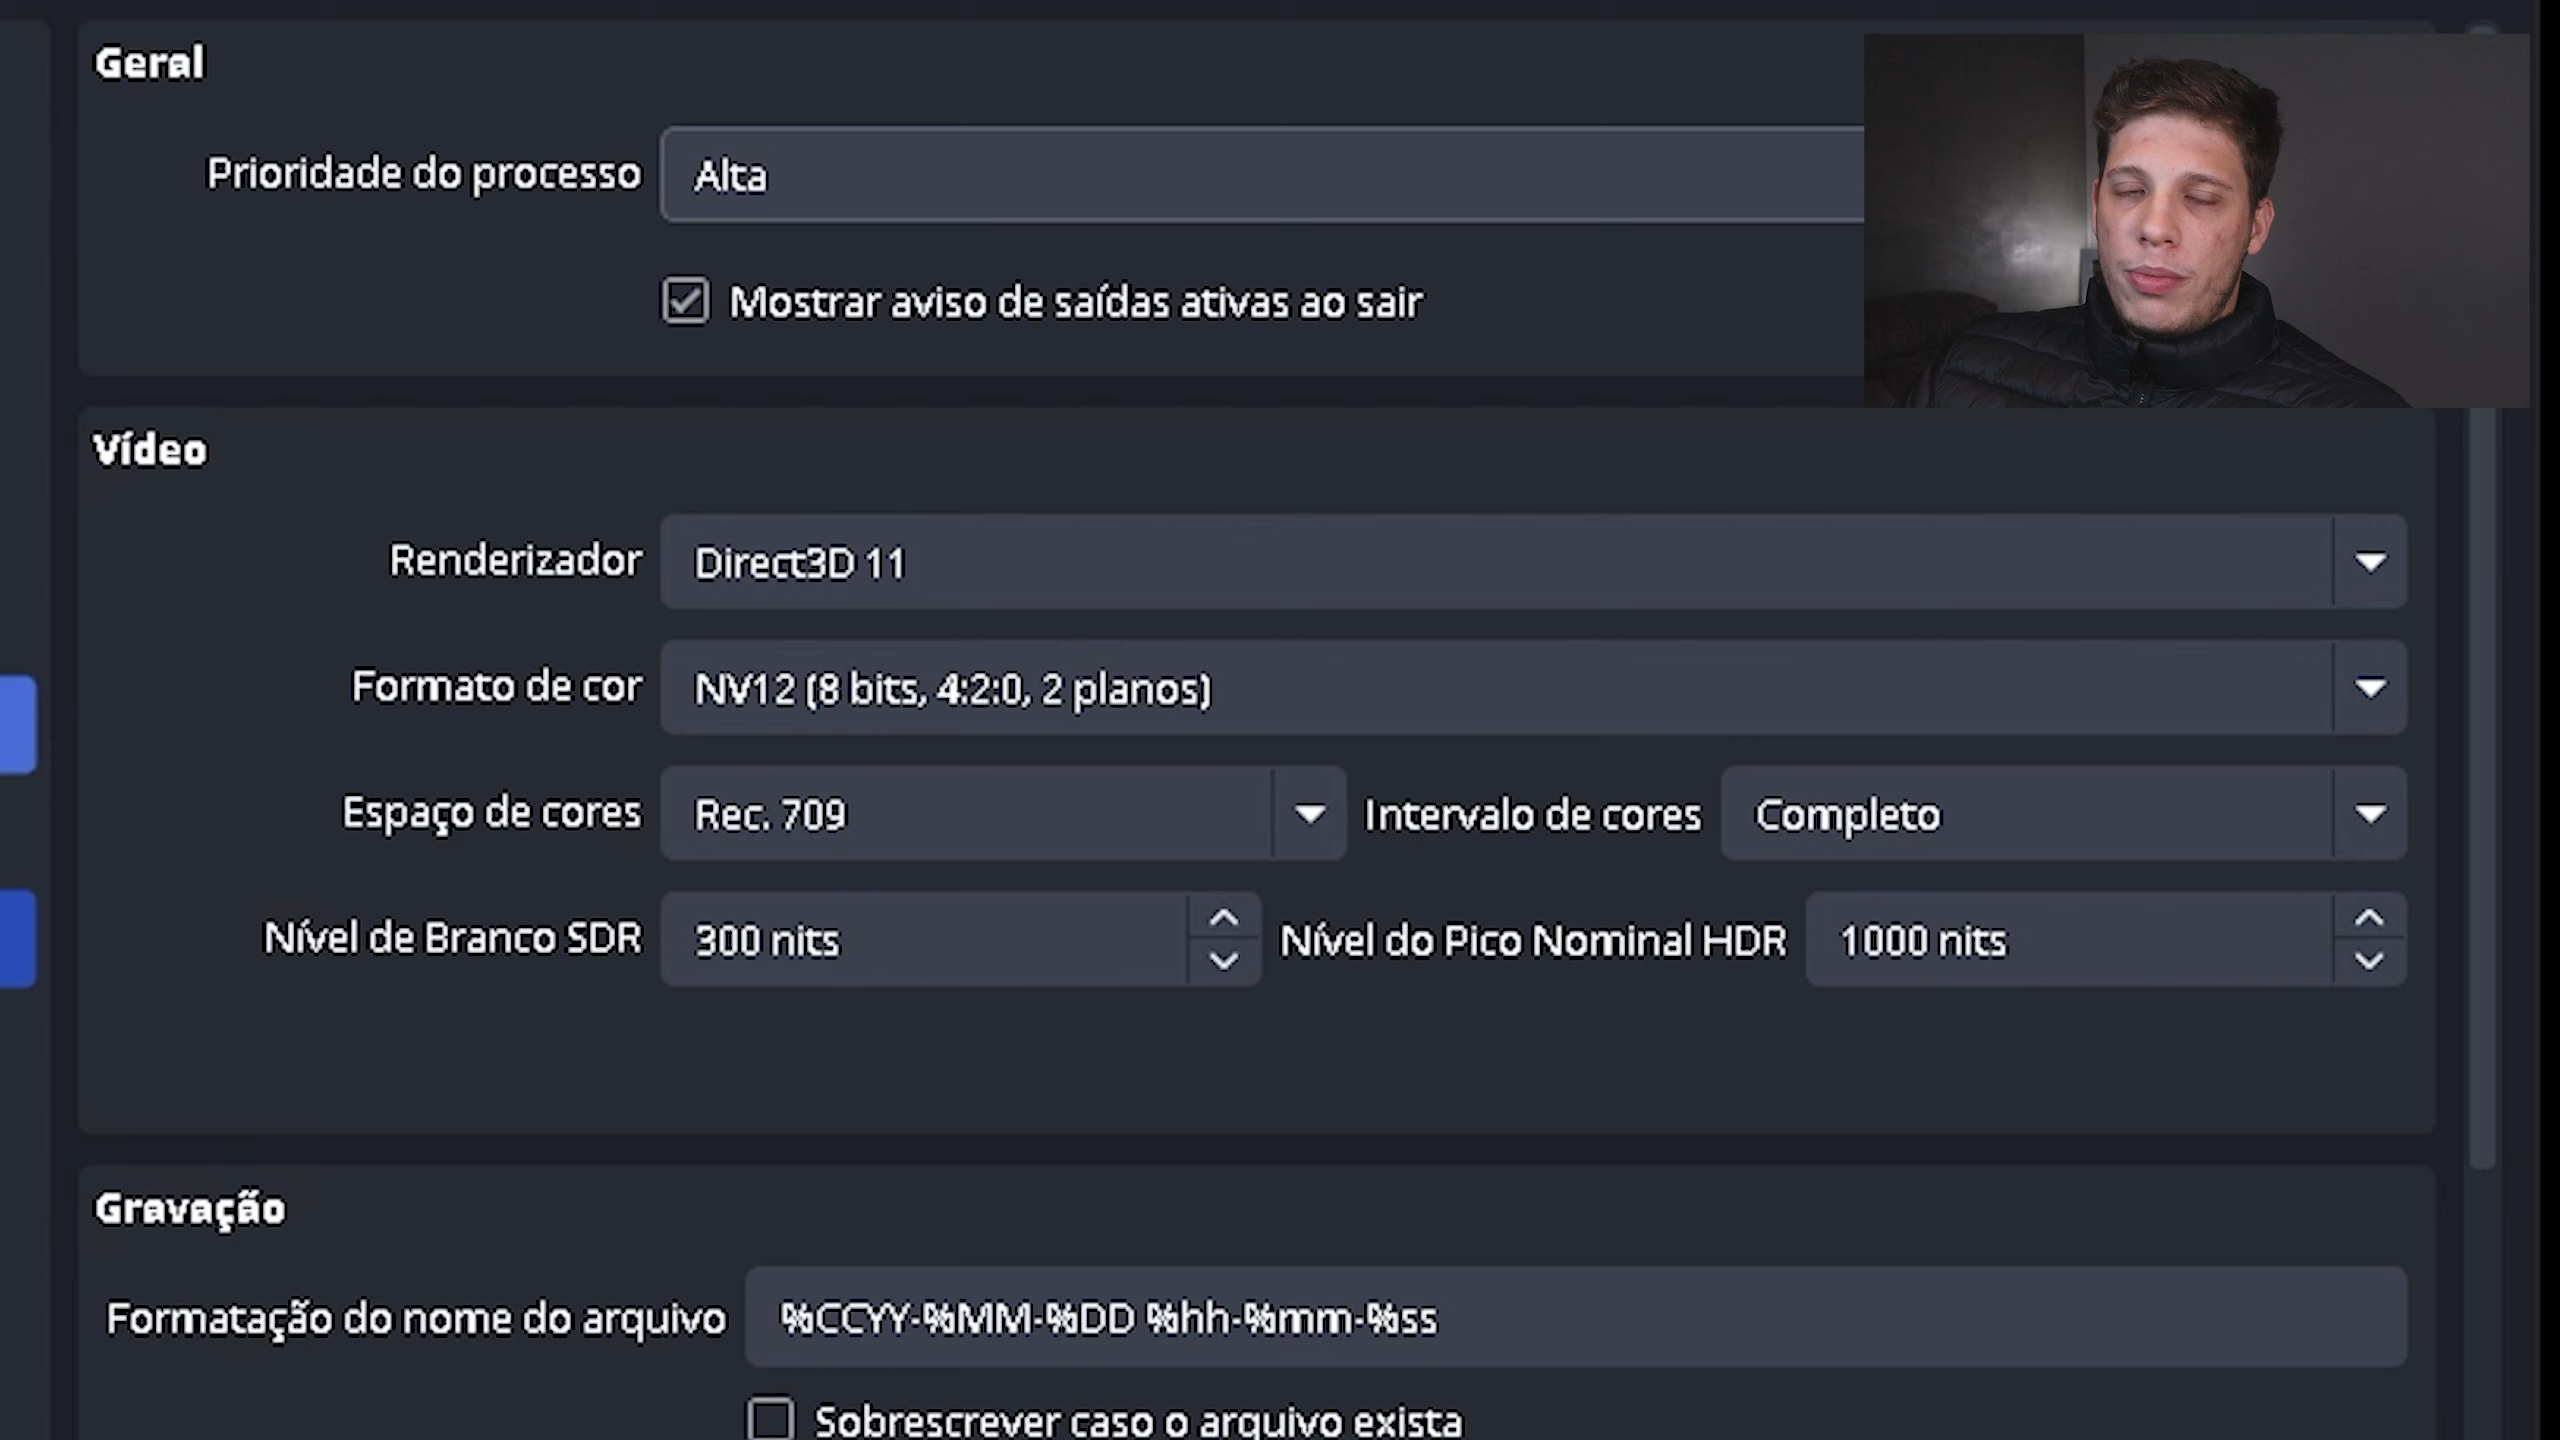 Geral
Prioridade do processo Alta
Mostrar aviso de saídas ativas ao sair
Vídeo
Renderizador Direct3D 11
Formato de cor NV12 (8 bits, 4:2:0, 2 planos)
Espaço de cores Rec. 709 Intervalo de cores Completo
Nível de Branco SDR 300 nits Nível do Pico Nominal HDR 1000 nits
Gravação
Formatação do nome do arquivo %CCYY-%MM-%DD %hh-%mm-%ss
Sobrescrever caso o arquivo exista